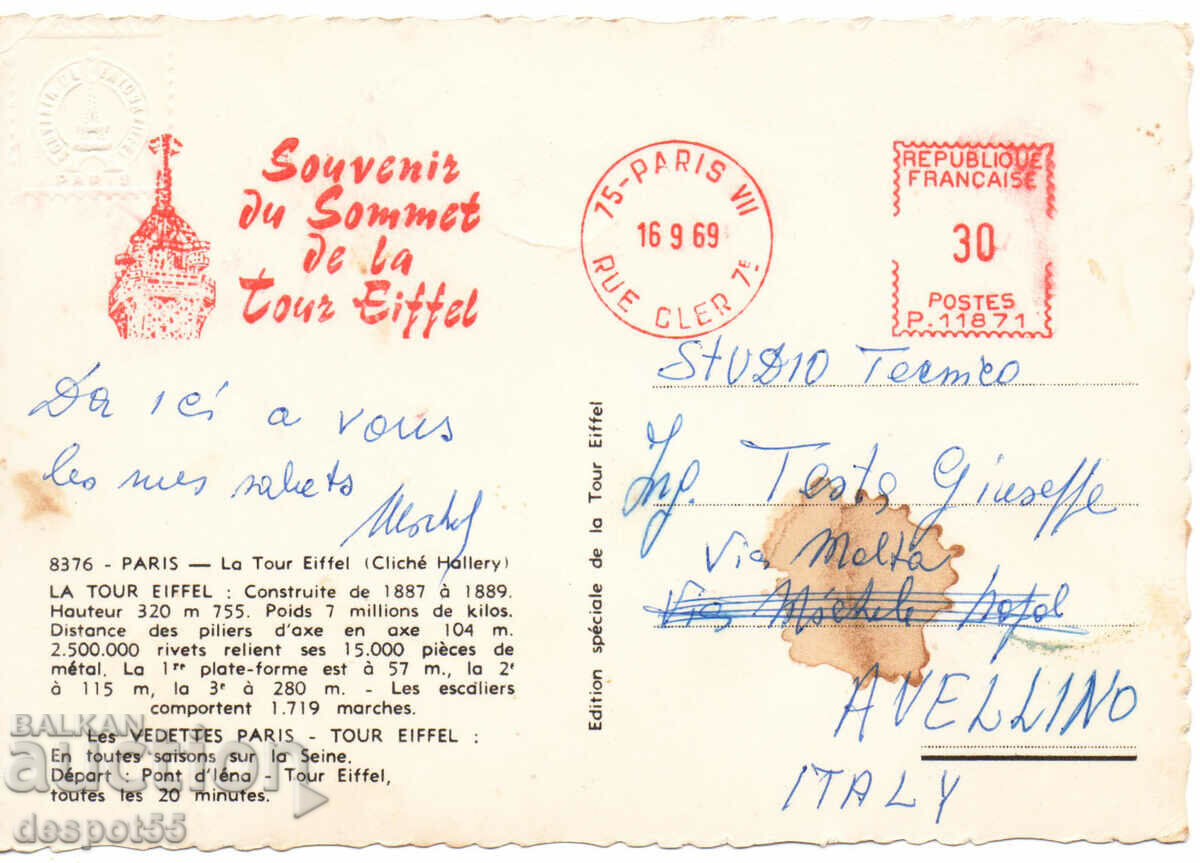 PARIS
Souvenir
du Sommet
de la
Tour Eiffel
75-PARIS VII
16 9 69
RUE CLER 7E
REPUBLIQUE
FRANÇAISE
30
POSTES
P.11871
Da ici a vous
les mes saluts
STUDIO Tecnico
Ing. Testa Giuseppe
Via Malta
Via Michele
AVELLINO
ITALY
Edition spéciale de la Tour Eiffel
8376 - PARIS — La Tour Eiffel (Cliché Hallery)
LA TOUR EIFFEL : Construite de 1887 à 1889.
Hauteur 320 m 755. Poids 7 millions de kilos.
Distance des piliers d'axe en axe 104 m.
2.500.000 rivets relient ses 15.000 pièces de
métal. La 1re plate-forme est à 57 m., la 2e
à 115 m, la 3e à 280 m. - Les escaliers
comportent 1.719 marches.
Les VEDETTES PARIS - TOUR EIFFEL :
En toutes saisons sur la Seine.
Départ : Pont d'Iéna - Tour Eiffel,
toutes les 20 minutes.
BALKAN
auction
despot55